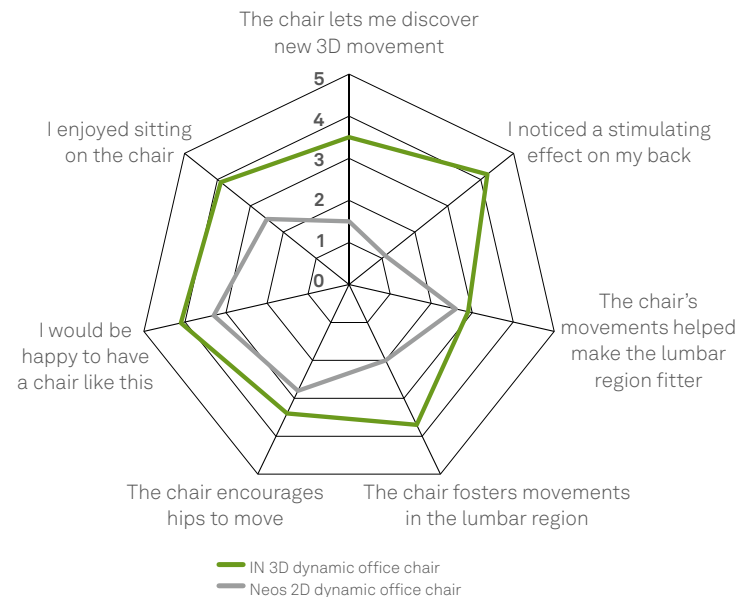 The chair lets me discover
new 3D movement
5
4
3
2
1
0
I enjoyed sitting
on the chair
I noticed a stimulating
effect on my back
The chair’s
movements helped
make the lumbar
region fitter
I would be
happy to have
a chair like this
The chair encourages
hips to move
The chair fosters movements
in the lumbar region
IN 3D dynamic office chair
Neos 2D dynamic office chair